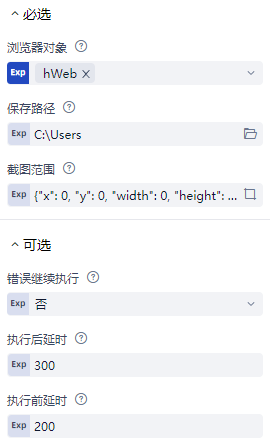 必选
浏览器对象 ?
Exp hWeb ×
保存路径 ?
Exp C:\Users
截图范围 ?
Exp {"x": 0, "y": 0, "width": 0, "height": ...
可选
错误继续执行 ?
Exp 否
执行后延时 ?
Exp 300
执行前延时 ?
Exp 200